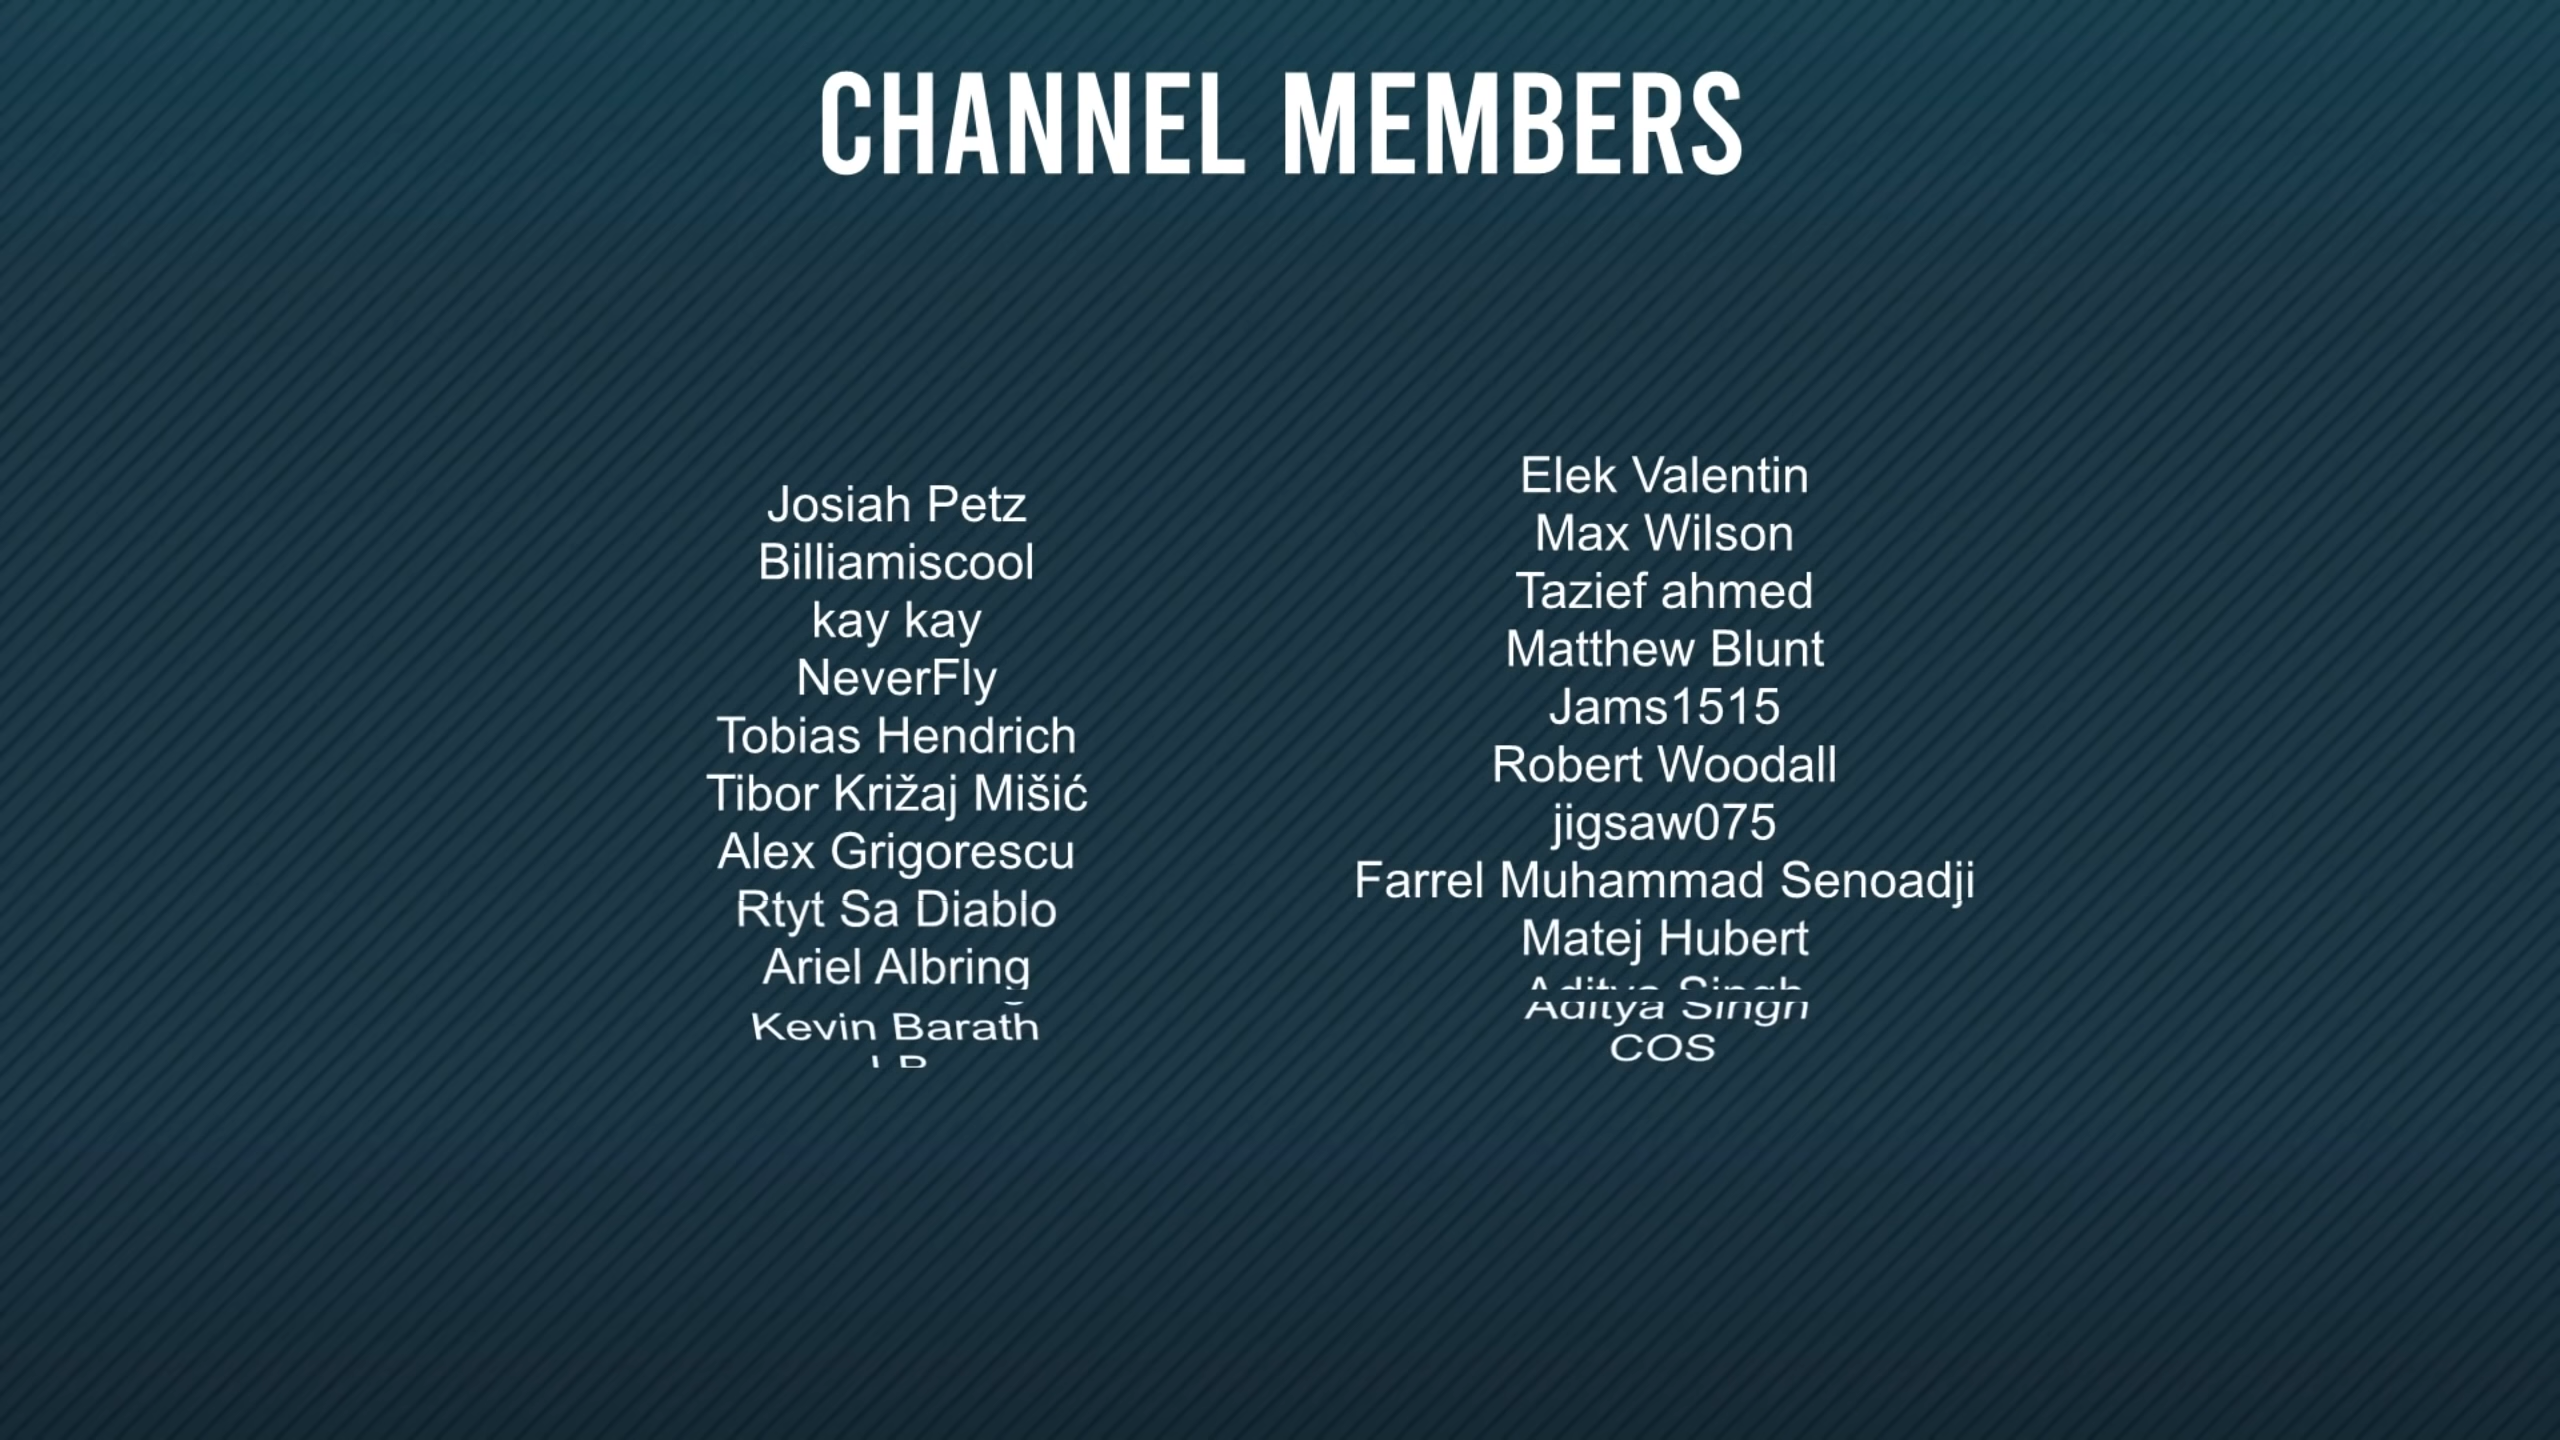 CHANNEL MEMBERS
Josiah Petz
Billiamiscool
kay kay
NeverFly
Tobias Hendrich
Tibor Križaj Mišić
Alex Grigorescu
Rtyt Sa Diablo
Ariel Albring
Kevin Barath
Elek Valentin
Max Wilson
Tazief ahmed
Matthew Blunt
Jams1515
Robert Woodall
jigsaw075
Farrel Muhammad Senoadji
Matej Hubert
Aditya Singh
COS